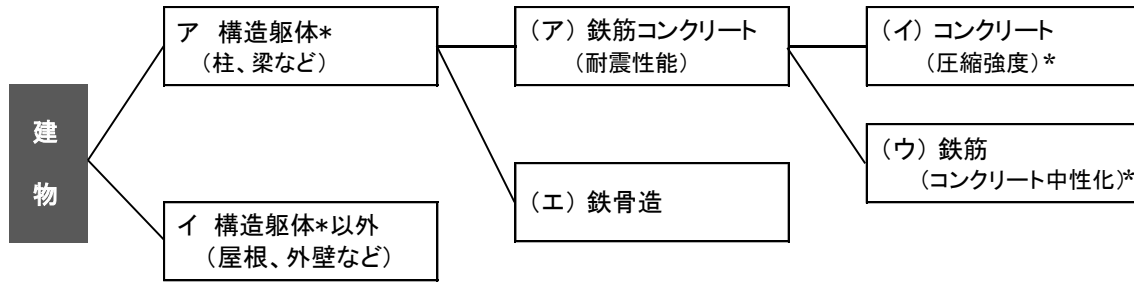 建
物
ア 構造躯体*
(柱、梁など)
イ 構造躯体*以外
(屋根、外壁など)
(ア) 鉄筋コンクリート
(耐震性能)
(エ) 鉄骨造
(イ) コンクリート
(圧縮強度)*
(ウ) 鉄筋
(コンクリート中性化)*